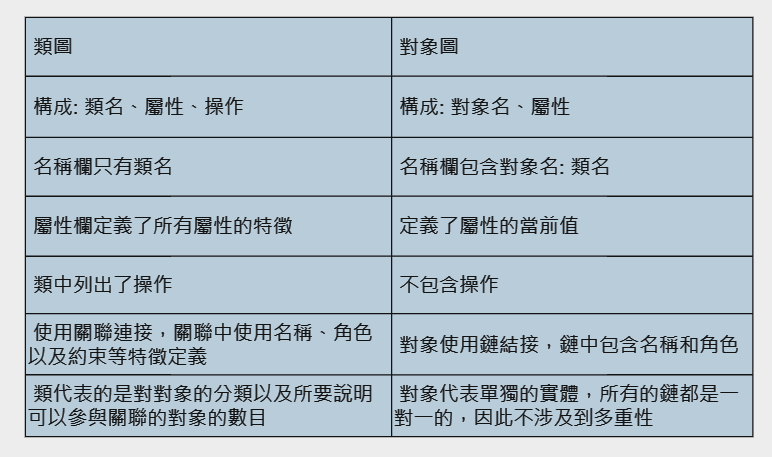 類圖
對象圖
構成: 類名、屬性、操作
構成: 對象名、屬性
名稱欄只有類名
名稱欄包含對象名: 類名
屬性欄定義了所有屬性的特徵
定義了屬性的當前值
類中列出了操作
不包含操作
使用關聯連接，關聯中使用名稱、角色
以及約束等特徵定義
對象使用鏈結接，鏈中包含名稱和角色
類代表的是對對象的分類以及所要說明
可以參與關聯的對象的數目
對象代表單獨的實體，所有的鏈都是一
對一的，因此不涉及到多重性